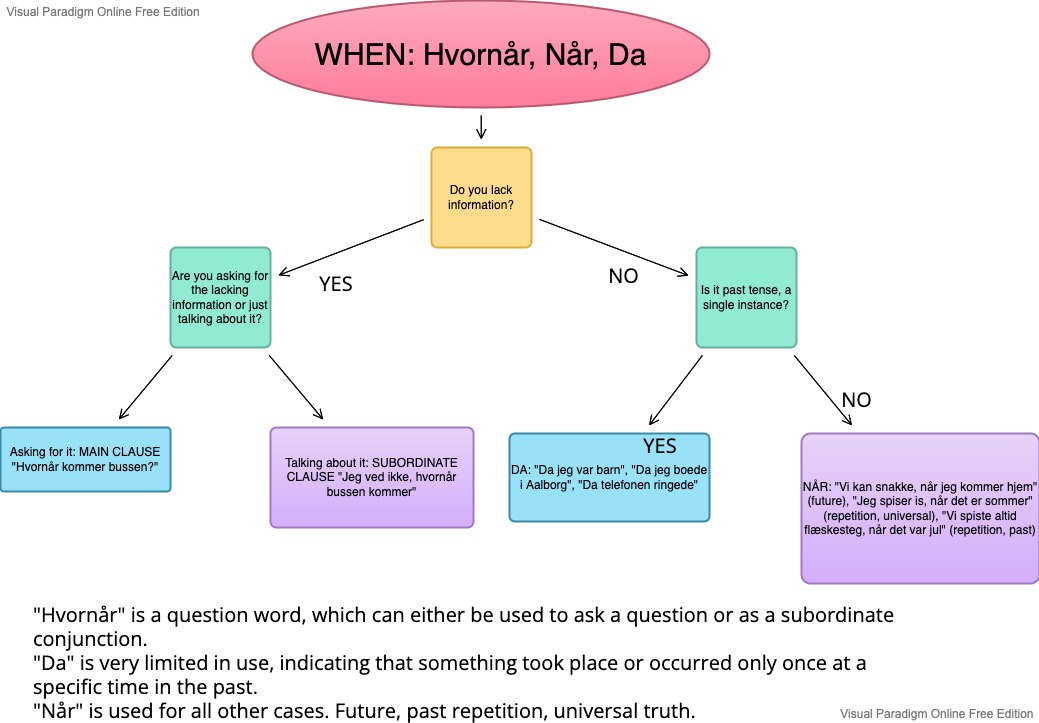 Visual Paradigm Online Free Edition
WHEN: Hvornår, Når, Da
Do you lack
information?
YES
NO
Are you asking for
the lacking
information or just
talking about it?
Is it past tense, a
single instance?
NO
Asking for it: MAIN CLAUSE
"Hvornår kommer bussen?"
Talking about it: SUBORDINATE
CLAUSE "Jeg ved ikke, hvornår
bussen kommer"
YES
DA: "Da jeg var barn", "Da jeg boede
i Aalborg", "Da telefonen ringede"
NÅR: "Vi kan snakke, når jeg kommer hjem"
(future), "Jeg spiser is, når det er sommer"
(repetition, universal), "Vi spiste altid
flæskesteg, når det var jul" (repetition, past)
"Hvornår" is a question word, which can either be used to ask a question or as a subordinate
conjunction.
"Da" is very limited in use, indicating that something took place or occurred only once at a
specific time in the past.
"Når" is used for all other cases. Future, past repetition, universal truth.
Visual Paradigm Online Free Edition